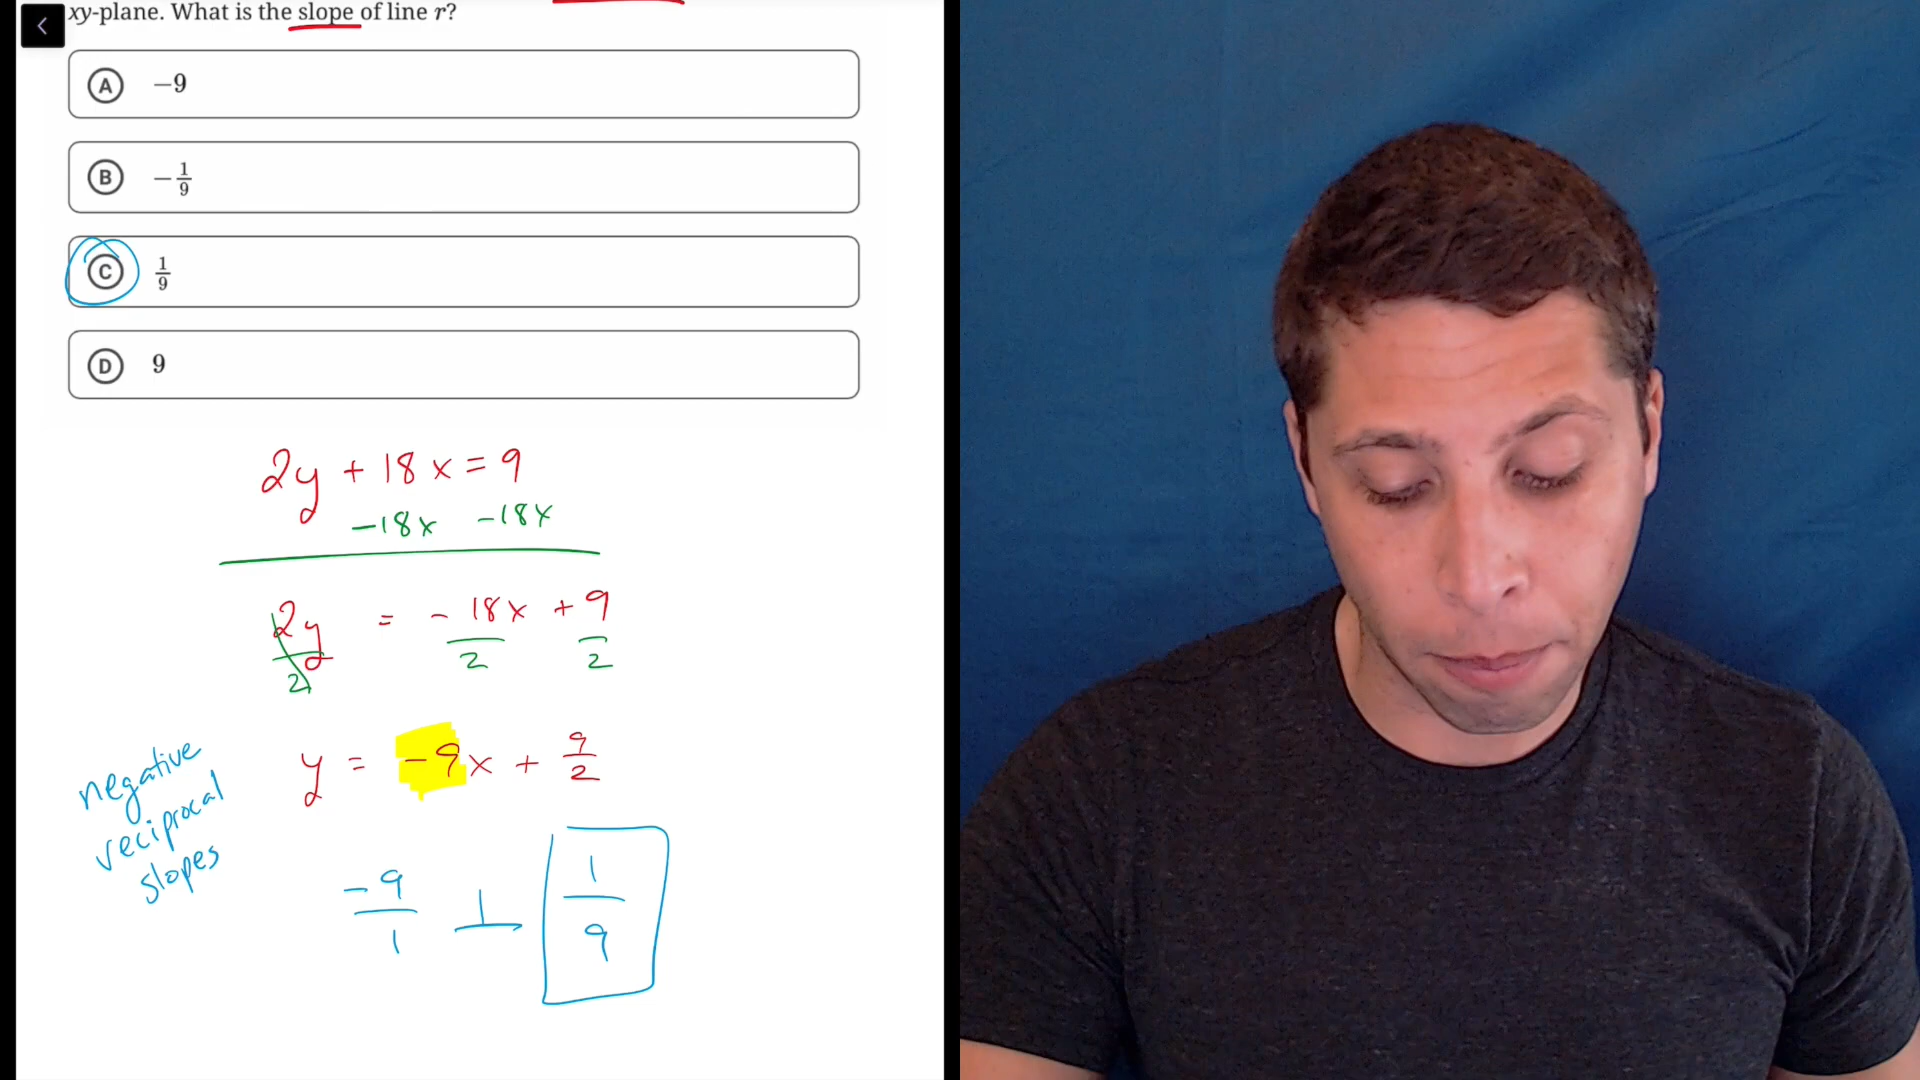 xy-plane. What is the slope of line r?
A −9
B −1/9
C 1/9
D 9
2y + 18x = 9
−18x −18x
2y = −18x + 9
2 2 2
y = −9x + 9/2
negative
reciprocal
slopes
−9/1 ⊥ 1/9